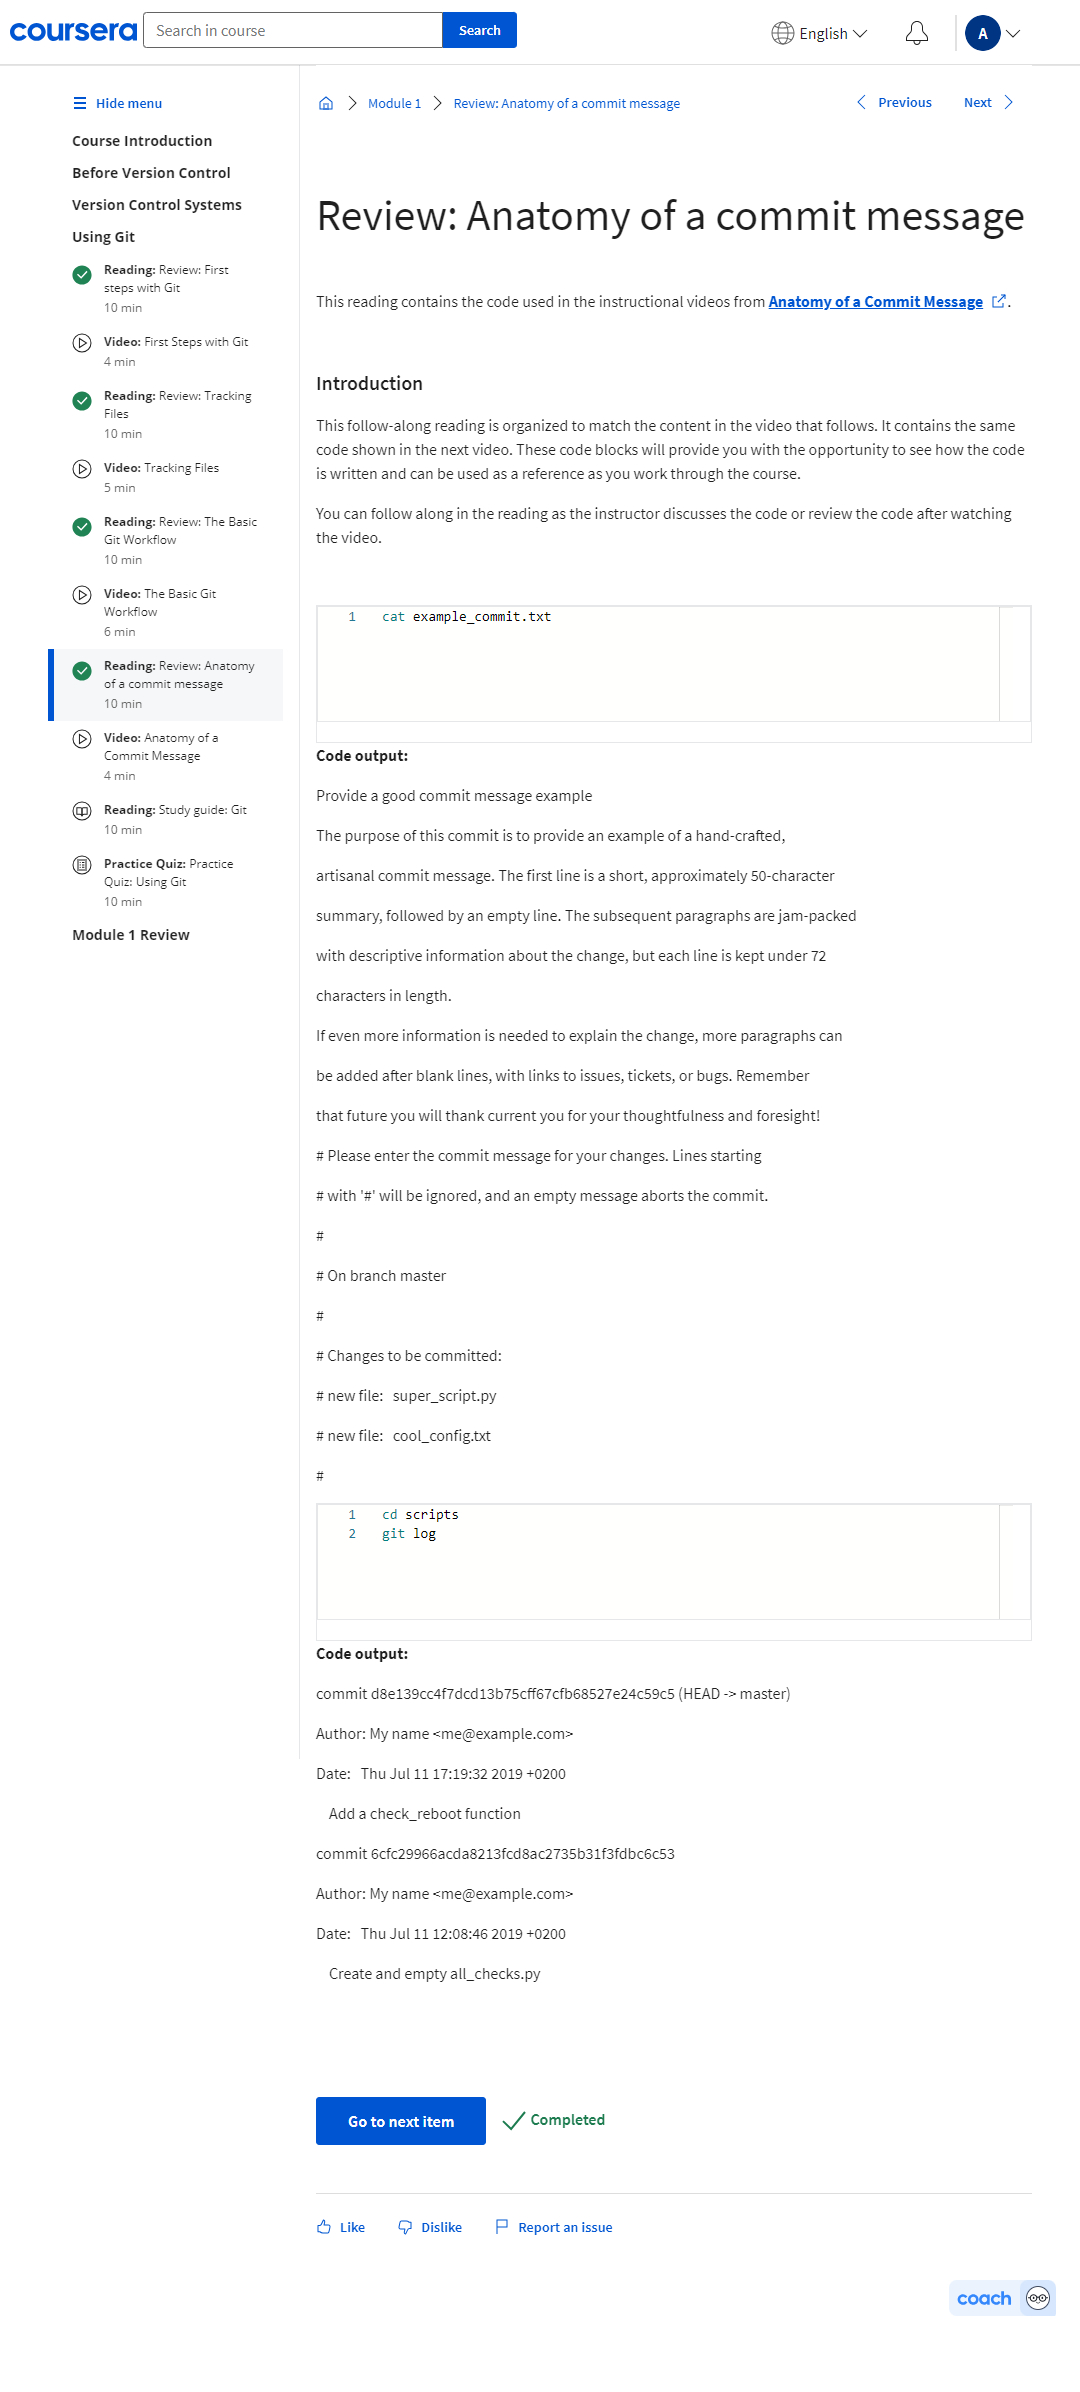 coursera
Search in course
Search
English
A
Hide menu
Course Introduction
Before Version Control
Version Control Systems
Using Git
Reading: Review: First
steps with Git
10 min
Video: First Steps with Git
4 min
Reading: Review: Tracking
Files
10 min
Video: Tracking Files
5 min
Reading: Review: The Basic
Git Workflow
10 min
Video: The Basic Git
Workflow
6 min
Reading: Review: Anatomy
of a commit message
10 min
Video: Anatomy of a
Commit Message
4 min
Reading: Study guide: Git
10 min
Practice Quiz: Practice
Quiz: Using Git
10 min
Module 1 Review
Module 1
Review: Anatomy of a commit message
Previous
Next
Review: Anatomy of a commit message
This reading contains the code used in the instructional videos from Anatomy of a Commit Message .
Introduction
This follow-along reading is organized to match the content in the video that follows. It contains the same
code shown in the next video. These code blocks will provide you with the opportunity to see how the code
is written and can be used as a reference as you work through the course.
You can follow along in the reading as the instructor discusses the code or review the code after watching
the video.
1 cat example_commit.txt
Code output:
Provide a good commit message example
The purpose of this commit is to provide an example of a hand-crafted,
artisanal commit message. The first line is a short, approximately 50-character
summary, followed by an empty line. The subsequent paragraphs are jam-packed
with descriptive information about the change, but each line is kept under 72
characters in length.
If even more information is needed to explain the change, more paragraphs can
be added after blank lines, with links to issues, tickets, or bugs. Remember
that future you will thank current you for your thoughtfulness and foresight!
# Please enter the commit message for your changes. Lines starting
# with '#' will be ignored, and an empty message aborts the commit.
#
# On branch master
#
# Changes to be committed:
# new file:   super_script.py
# new file:   cool_config.txt
#
1 cd scripts
2 git log
Code output:
commit d8e139cc4f7dcd13b75cff67cfb68527e24c59c5 (HEAD -> master)
Author: My name <me@example.com>
Date:   Thu Jul 11 17:19:32 2019 +0200
Add a check_reboot function
commit 6cfc29966acda8213fcd8ac2735b31f3fdbc6c53
Author: My name <me@example.com>
Date:   Thu Jul 11 12:08:46 2019 +0200
Create and empty all_checks.py
Go to next item
Completed
Like
Dislike
Report an issue
coach